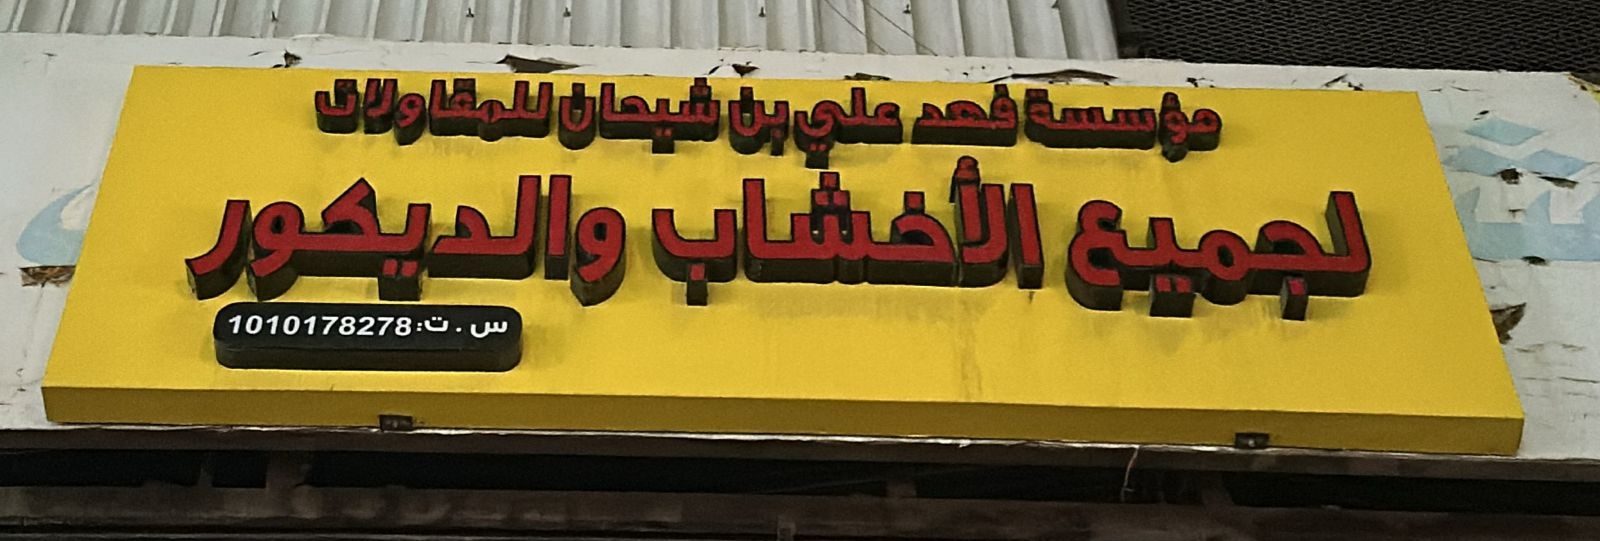 مؤسسة فهد علي بن شيحان للمقاولات
لجميع الأخشاب والديكور
س . ت: 1010178278